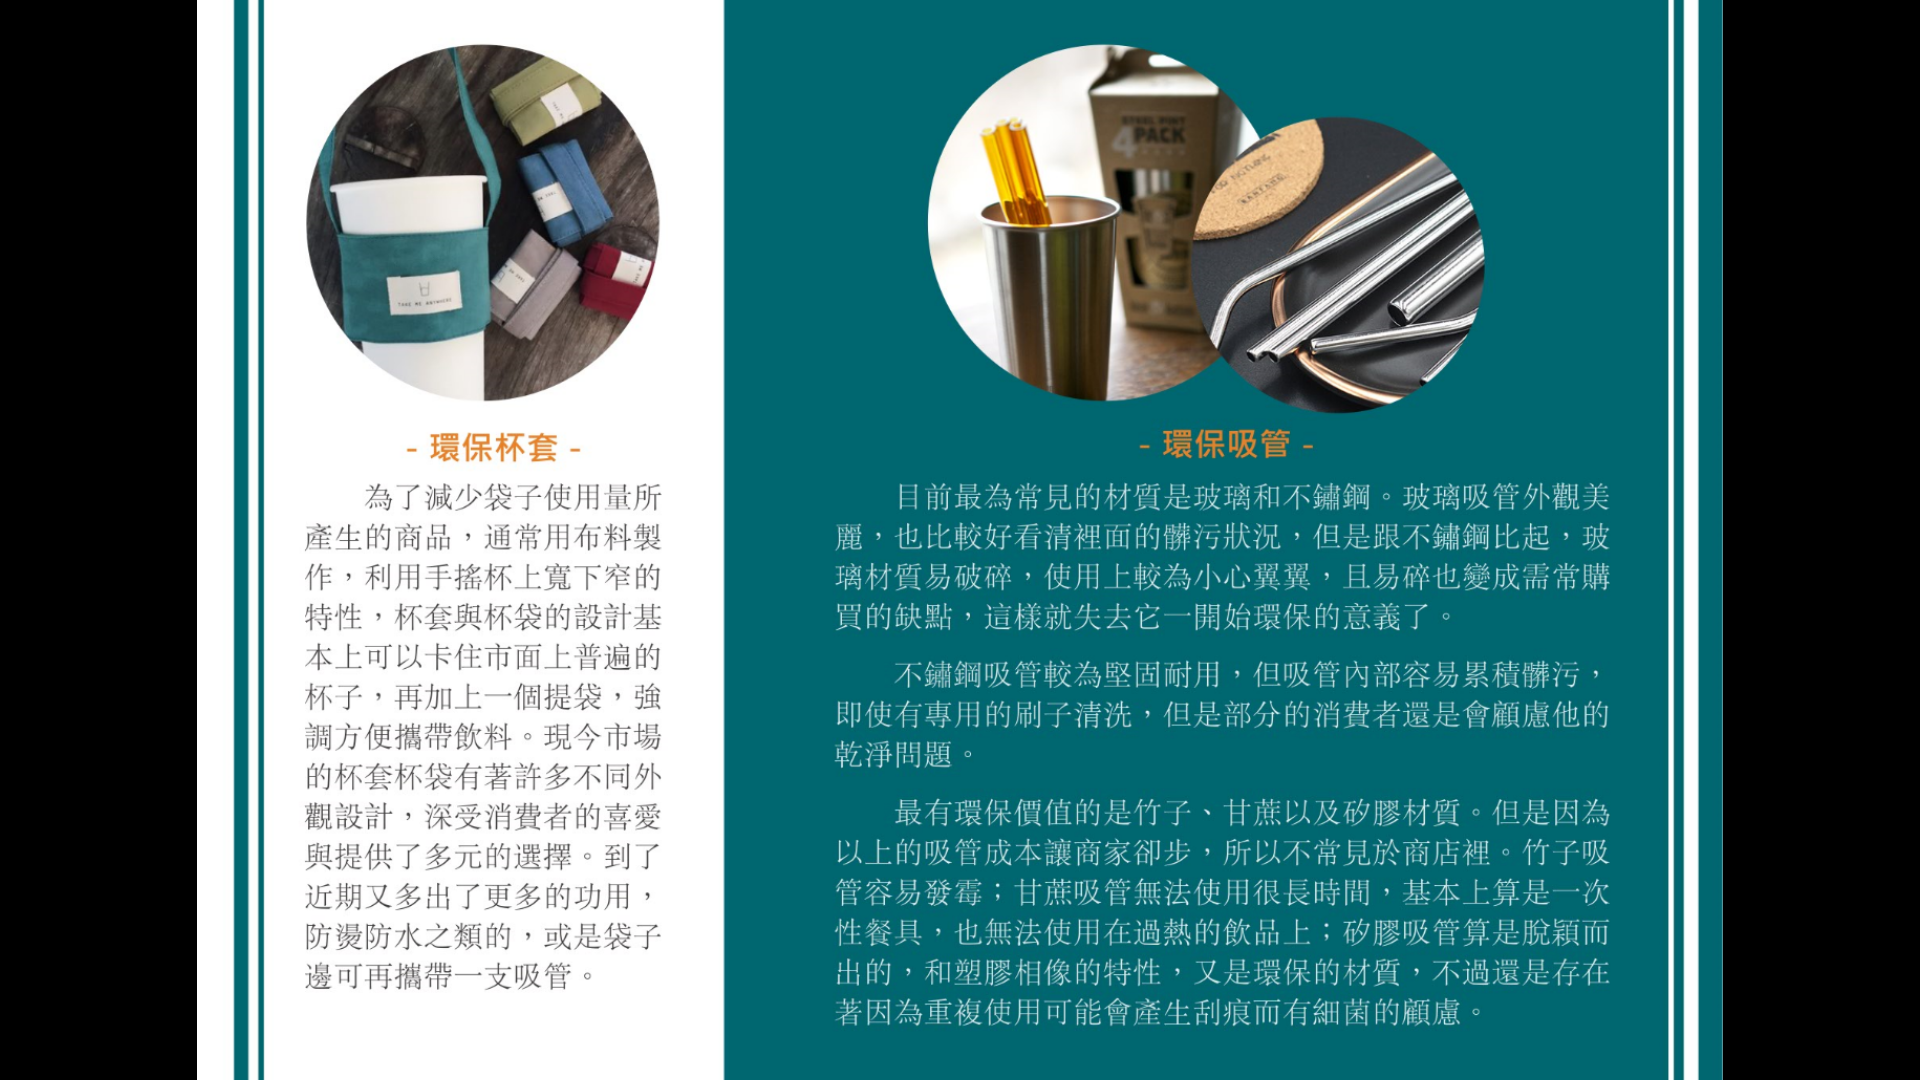 - 環保杯套 -
為了減少袋子使用量所
產生的商品，通常用布料製
作，利用手搖杯上寬下窄的
特性，杯套與杯袋的設計基
本上可以卡住市面上普遍的
杯子，再加上一個提袋，強
調方便攜帶飲料。現今市場
的杯套杯袋有著許多不同外
觀設計，深受消費者的喜愛
與提供了多元的選擇。到了
近期又多出了更多的功用，
防燙防水之類的，或是袋子
邊可再攜帶一支吸管。
STEEL PINT
4 PACK
- 環保吸管 -
目前最為常見的材質是玻璃和不鏽鋼。玻璃吸管外觀美
麗，也比較好看清裡面的髒污狀況，但是跟不鏽鋼比起，玻
璃材質易破碎，使用上較為小心翼翼，且易碎也變成需常購
買的缺點，這樣就失去它一開始環保的意義了。
不鏽鋼吸管較為堅固耐用，但吸管內部容易累積髒污，
即使有專用的刷子清洗，但是部分的消費者還是會顧慮他的
乾淨問題。
最有環保價值的是竹子、甘蔗以及矽膠材質。但是因為
以上的吸管成本讓商家卻步，所以不常見於商店裡。竹子吸
管容易發霉；甘蔗吸管無法使用很長時間，基本上算是一次
性餐具，也無法使用在過熱的飲品上；矽膠吸管算是脫穎而
出的，和塑膠相像的特性，又是環保的材質，不過還是存在
著因為重複使用可能會產生刮痕而有細菌的顧慮。